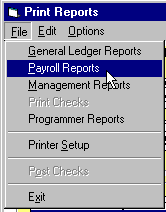 Print Reports
File Edit Options
General Ledger Reports
Payroll Reports
Management Reports
Print Checks
Programmer Reports
Printer Setup
Post Checks
Exit